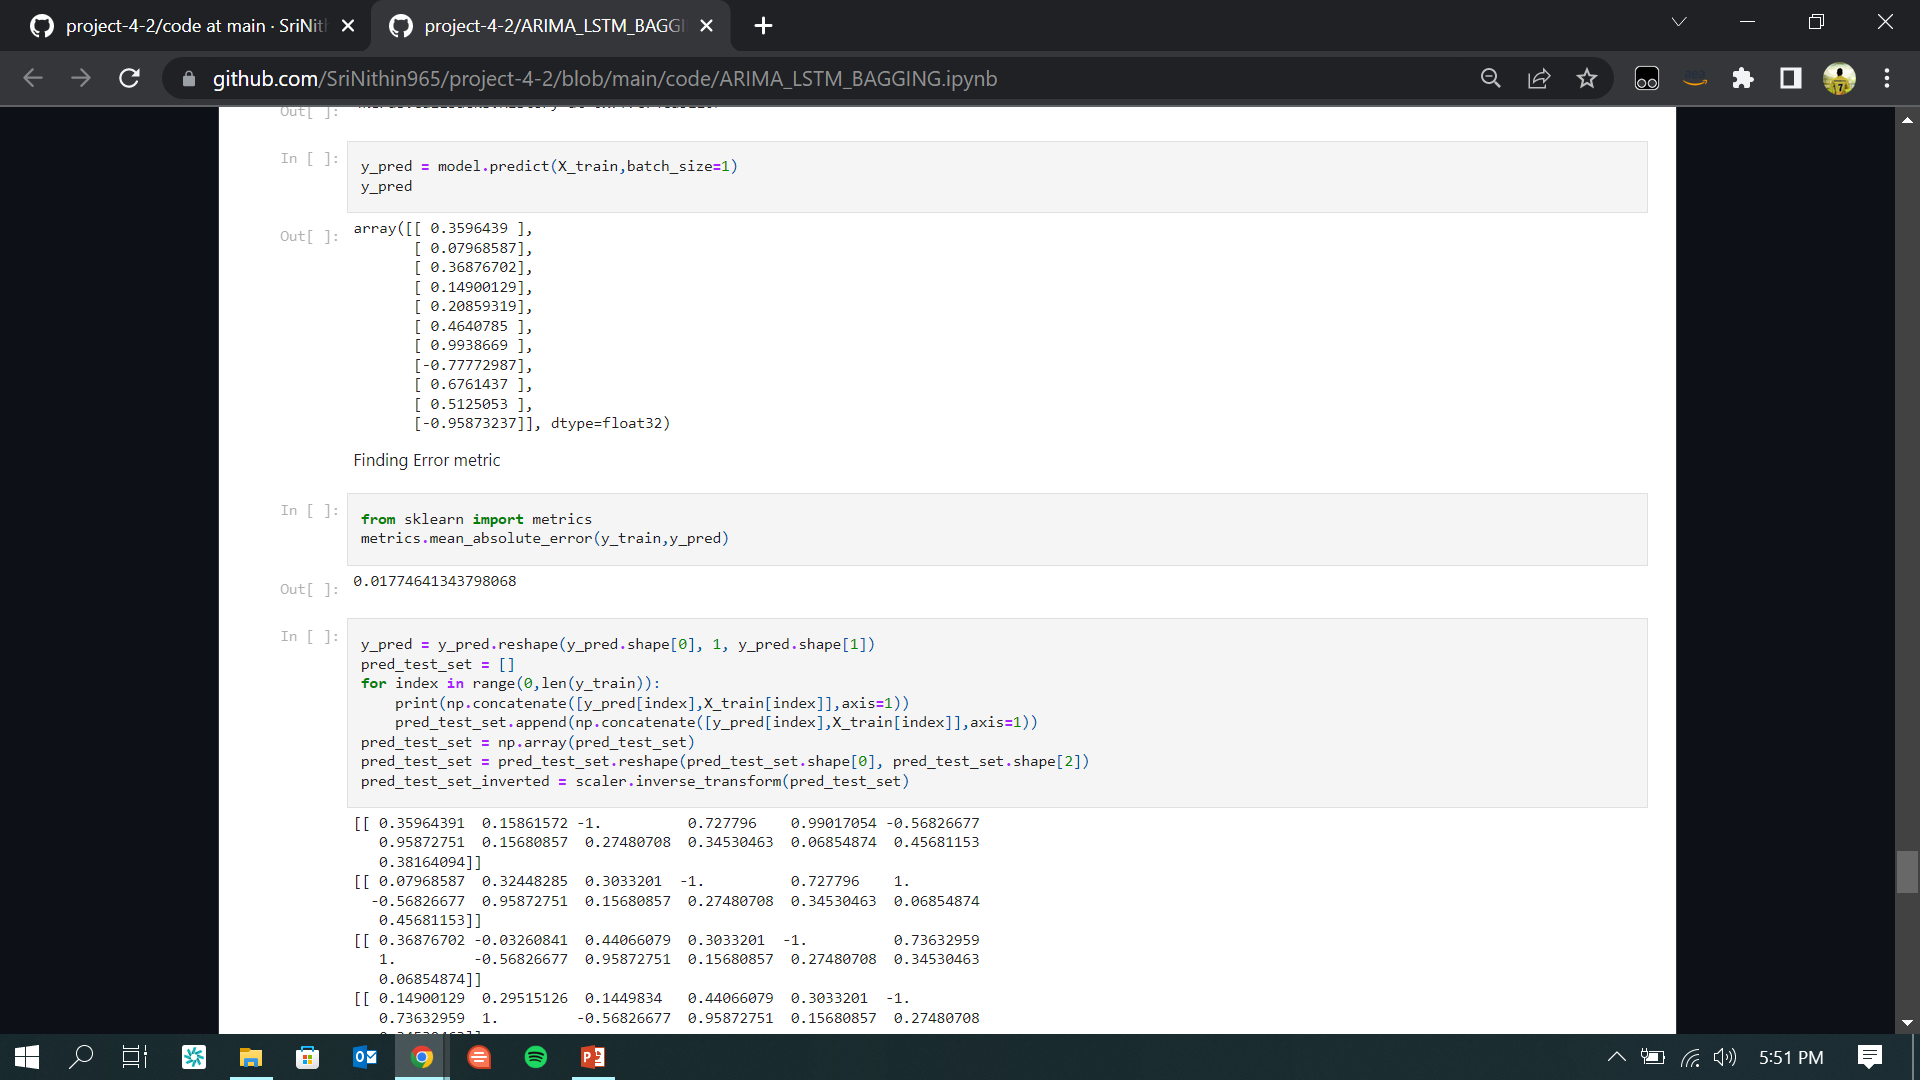 project-4-2/code at main · SriNith
project-4-2/ARIMA_LSTM_BAGGI
github.com/SriNithin965/project-4-2/blob/main/code/ARIMA_LSTM_BAGGING.ipynb
Out[ ]:
In [ ]:
y_pred = model.predict(X_train,batch_size=1)
y_pred
Out[ ]:
array([[ 0.3596439 ],
[ 0.07968587],
[ 0.36876702],
[ 0.14900129],
[ 0.20859319],
[ 0.4640785 ],
[ 0.9938669 ],
[-0.77772987],
[ 0.6761437 ],
[ 0.5125053 ],
[-0.95873237]], dtype=float32)
Finding Error metric
In [ ]:
from sklearn import metrics
metrics.mean_absolute_error(y_train,y_pred)
Out[ ]:
0.01774641343798068
In [ ]:
y_pred = y_pred.reshape(y_pred.shape[0], 1, y_pred.shape[1])
pred_test_set = []
for index in range(0,len(y_train)):
print(np.concatenate([y_pred[index],X_train[index]],axis=1))
pred_test_set.append(np.concatenate([y_pred[index],X_train[index]],axis=1))
pred_test_set = np.array(pred_test_set)
pred_test_set = pred_test_set.reshape(pred_test_set.shape[0], pred_test_set.shape[2])
pred_test_set_inverted = scaler.inverse_transform(pred_test_set)
[[ 0.35964391 0.15861572 -1. 0.727796 0.99017054 -0.56826677
0.95872751 0.15680857 0.27480708 0.34530463 0.06854874 0.45681153
0.38164094]]
[[ 0.07968587 0.32448285 0.3033201 -1. 0.727796 1.
-0.56826677 0.95872751 0.15680857 0.27480708 0.34530463 0.06854874
0.45681153]]
[[ 0.36876702 -0.03260841 0.44066079 0.3033201 -1. 0.73632959
1. -0.56826677 0.95872751 0.15680857 0.27480708 0.34530463
0.06854874]]
[[ 0.14900129 0.29515126 0.1449834 0.44066079 0.3033201 -1.
0.73632959 1. -0.56826677 0.95872751 0.15680857 0.27480708
5:51 PM